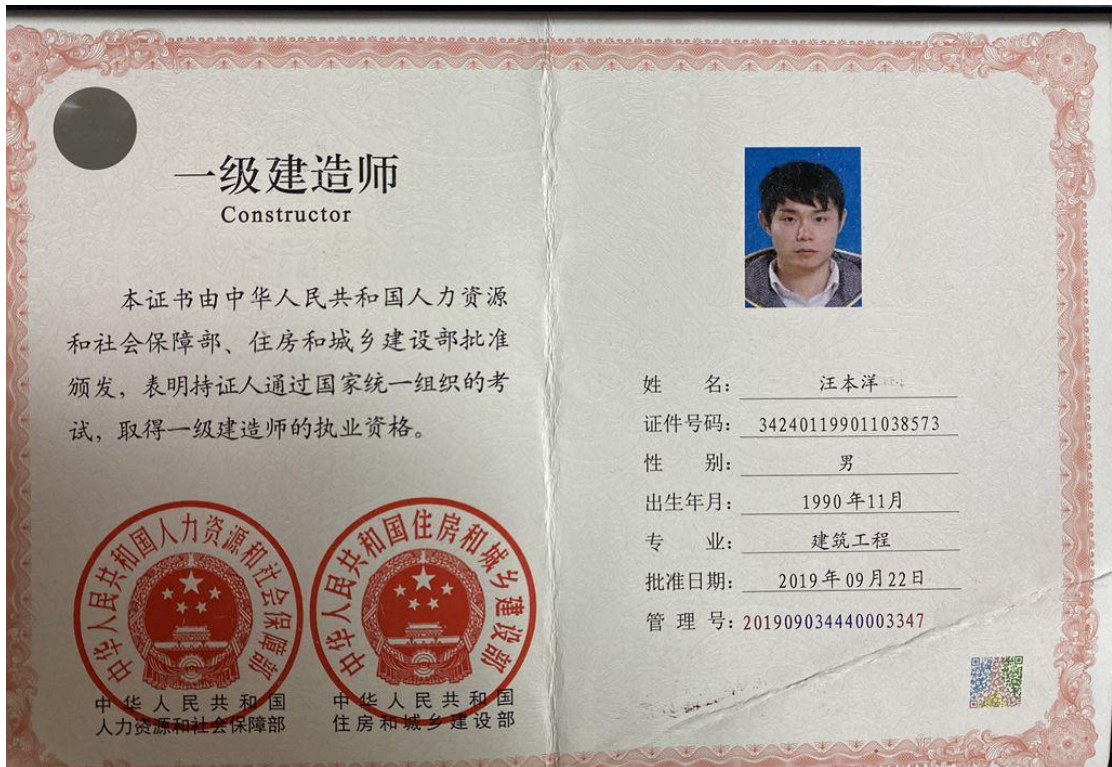 一级建造师
Constructor
本证书由中华人民共和国人力资源
和社会保障部、住房和城乡建设部批准
颁发，表明持证人通过国家统一组织的考
试，取得一级建造师的执业资格。
中华人民共和国人力资源和社会保障部
中华人民共和国住房和城乡建设部
中华人民共和国
人力资源和社会保障部
中华人民共和国
住房和城乡建设部
姓 名： 汪本洋
证件号码： 342401199011038573
性 别： 男
出生年月： 1990年11月
专 业： 建筑工程
批准日期： 2019年09月22日
管 理 号：201909034440003347